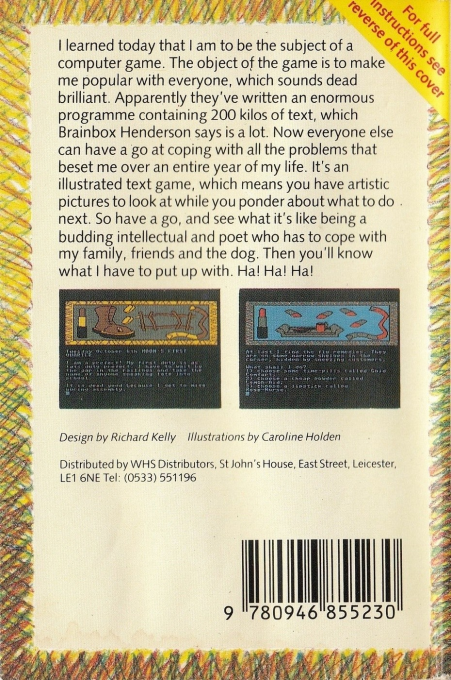 For full
instructions see
reverse of this cover
I learned today that I am to be the subject of a
computer game. The object of the game is to make
me popular with everyone, which sounds dead
brilliant. Apparently they've written an enormous
programme containing 200 kilos of text, which
Brainbox Henderson says is a lot. Now everyone else
can have a go at coping with all the problems that
beset me over an entire year of my life. It's an
illustrated text game, which means you have artistic
pictures to look at while you ponder about what to do
next. So have a go, and see what it's like being a
budding intellectual and poet who has to cope with
my family, friends and the dog. Then you'll know
what I have to put up with. Ha! Ha! Ha!
Design by Richard Kelly Illustrations by Caroline Holden
Distributed by WHS Distributors, St John's House, East Street, Leicester,
LE1 6NE Tel: (0533) 551196
9 780946 855230